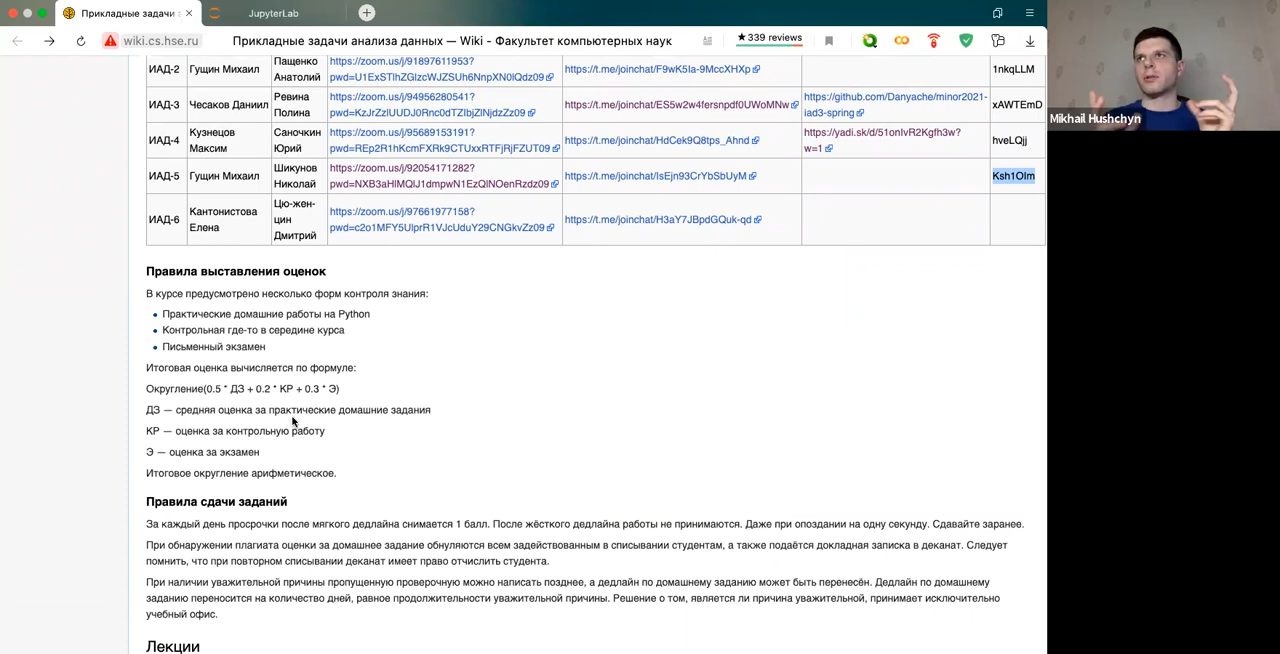 Прикладные задачи а
JupyterLab
wiki.cs.hse.ru
Прикладные задачи анализа данных — Wiki - Факультет компьютерных наук
★ 339 reviews
ИАД-2 Гущин Михаил Пащенко Анатолий https://zoom.us/j/91897611953?pwd=U1ExSTlhZGlzcWJZSUh6NnpXN0lQdz09 https://t.me/joinchat/F9wK5Ia-9MccXHXp 1nkqLLM
ИАД-3 Чесаков Даниил Ревина Полина https://zoom.us/j/94956280541?pwd=KzJrZzlUUDJ0Rnc0dTZIbjZlNjdzZz09 https://t.me/joinchat/ES5w2w4fersnpdf0UWoMNw https://github.com/Danyache/minor2021-iad3-spring xAWTEmD
ИАД-4 Кузнецов Максим Саночкин Юрий https://zoom.us/j/95689153191?pwd=REp2R1hKcmFXRk9CTUxxRTFjRjFZUT09 https://t.me/joinchat/HdCek9Q8tps_Ahnd https://yadi.sk/d/51onIvR2Kgfh3w?w=1 hveLQjj
ИАД-5 Гущин Михаил Шикунов Николай https://zoom.us/j/92054171282?pwd=NXB3aHlMQlJ1dmpwN1EzQlNOenRzdz09 https://t.me/joinchat/IsEjn93CrYbSbUyM Ksh1OIm
ИАД-6 Кантонистова Елена Цю-жен-цин Дмитрий https://zoom.us/j/97661977158?pwd=c2o1MFY5UlprR1VJcUduY29CNGkvZz09 https://t.me/joinchat/H3aY7JBpdGQuk-qd
Mikhail Hushchyn
Правила выставления оценок
В курсе предусмотрено несколько форм контроля знания:
Практические домашние работы на Python
Контрольная где-то в середине курса
Письменный экзамен
Итоговая оценка вычисляется по формуле:
Округление(0.5 * ДЗ + 0.2 * КР + 0.3 * Э)
ДЗ — средняя оценка за практические домашние задания
КР — оценка за контрольную работу
Э — оценка за экзамен
Итоговое округление арифметическое.
Правила сдачи заданий
За каждый день просрочки после мягкого дедлайна снимается 1 балл. После жёсткого дедлайна работы не принимаются. Даже при опоздании на одну секунду. Сдавайте заранее.
При обнаружении плагиата оценки за домашнее задание обнуляются всем задействованным в списывании студентам, а также подаётся докладная записка в деканат. Следует
помнить, что при повторном списывании деканат имеет право отчислить студента.
При наличии уважительной причины пропущенную проверочную можно написать позднее, а дедлайн по домашнему заданию может быть перенесён. Дедлайн по домашнему
заданию переносится на количество дней, равное продолжительности уважительной причины. Решение о том, является ли причина уважительной, принимает исключительно
учебный офис.
Лекции